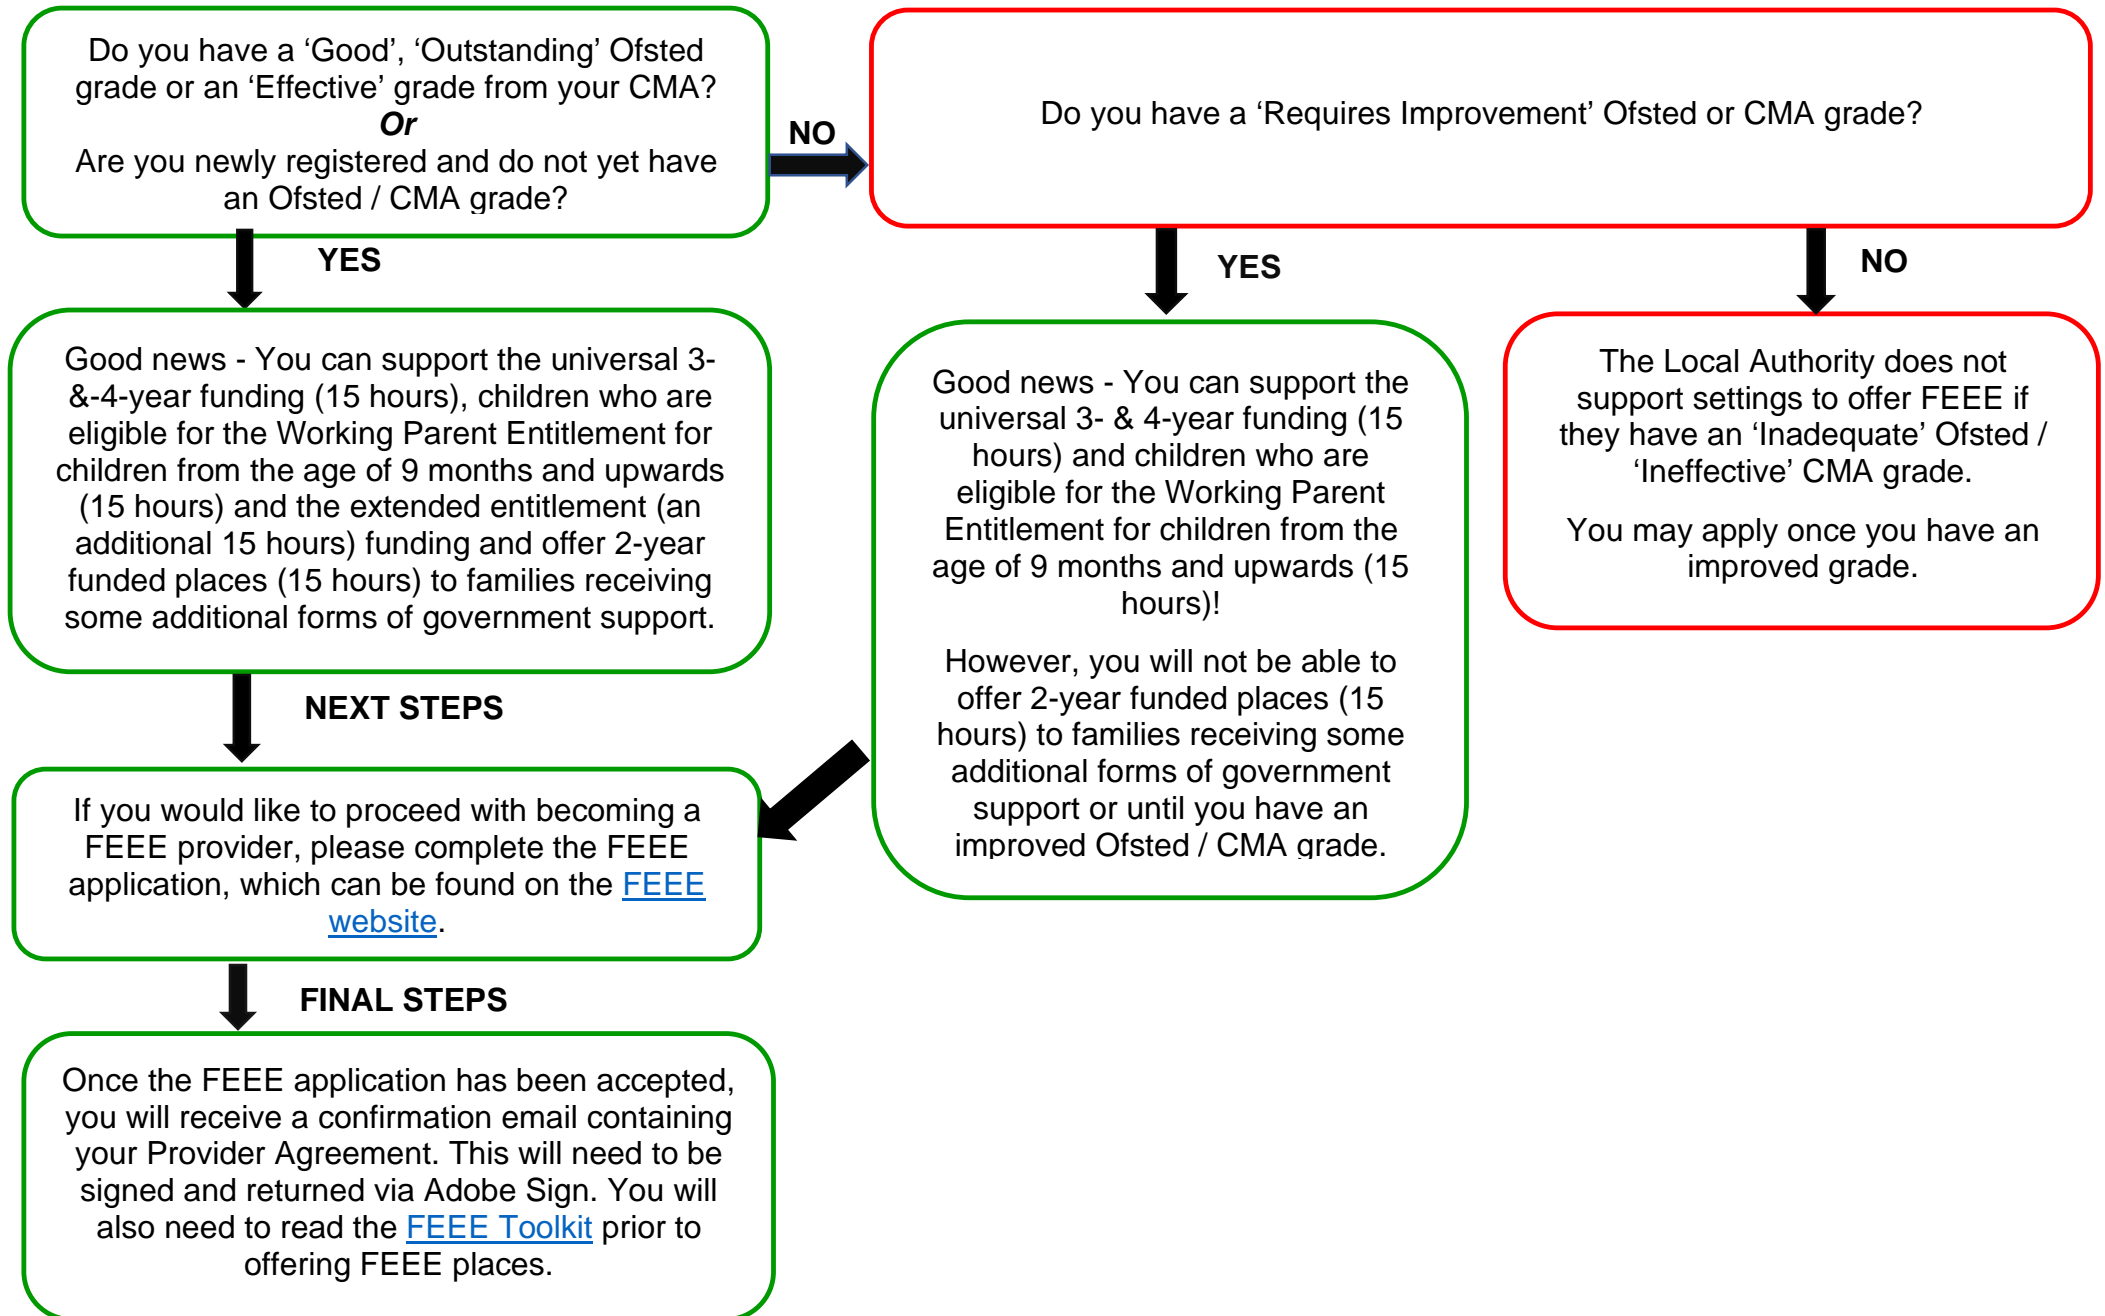 Do you have a ‘Good’, ‘Outstanding’ Ofsted
grade or an ‘Effective’ grade from your CMA?
Or
Are you newly registered and do not yet have
an Ofsted / CMA grade?
NO
Do you have a ‘Requires Improvement’ Ofsted or CMA grade?
YES
YES
NO
Good news - You can support the universal 3-
&-4-year funding (15 hours), children who are
eligible for the Working Parent Entitlement for
children from the age of 9 months and upwards
(15 hours) and the extended entitlement (an
additional 15 hours) funding and offer 2-year
funded places (15 hours) to families receiving
some additional forms of government support.
Good news - You can support the
universal 3- & 4-year funding (15
hours) and children who are
eligible for the Working Parent
Entitlement for children from the
age of 9 months and upwards (15
hours)!
However, you will not be able to
offer 2-year funded places (15
hours) to families receiving some
additional forms of government
support or until you have an
improved Ofsted / CMA grade.
The Local Authority does not
support settings to offer FEEE if
they have an ‘Inadequate’ Ofsted /
‘Ineffective’ CMA grade.
You may apply once you have an
improved grade.
NEXT STEPS
If you would like to proceed with becoming a
FEEE provider, please complete the FEEE
application, which can be found on the FEEE
website.
FINAL STEPS
Once the FEEE application has been accepted,
you will receive a confirmation email containing
your Provider Agreement. This will need to be
signed and returned via Adobe Sign. You will
also need to read the FEEE Toolkit prior to
offering FEEE places.